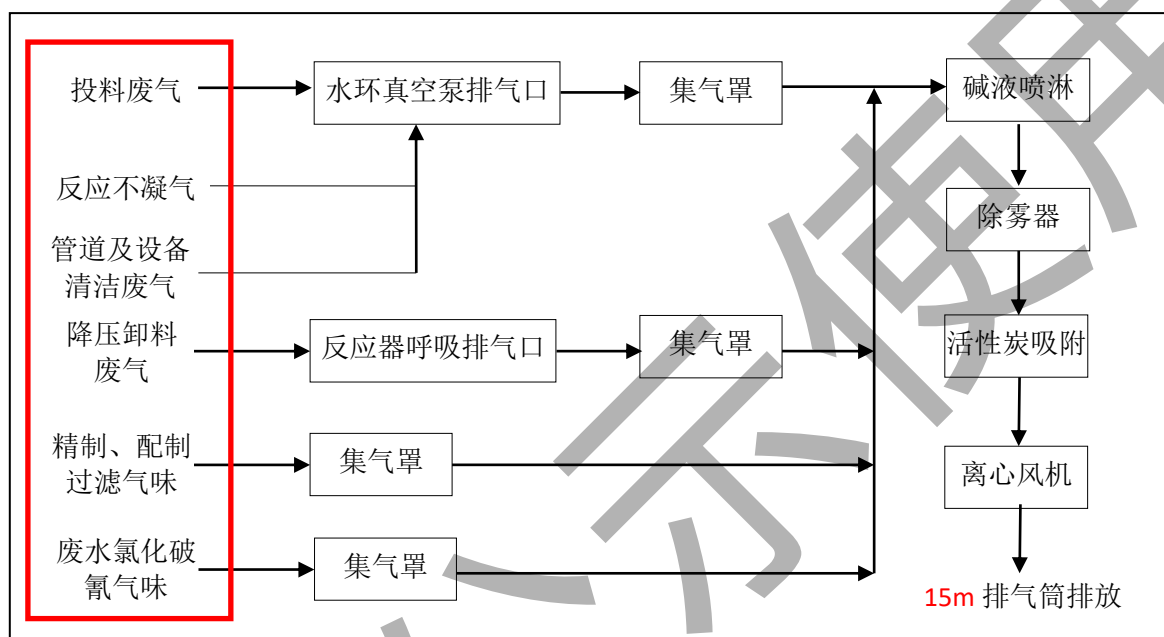 投料废气
水环真空泵排气口
集气罩
碱液喷淋
反应不凝气
除雾器
管道及设备
清洁废气
降压卸料
废气
反应器呼吸排气口
集气罩
活性炭吸附
精制、配制
过滤气味
集气罩
离心风机
废水氯化破
氰气味
集气罩
15m 排气筒排放
示使用